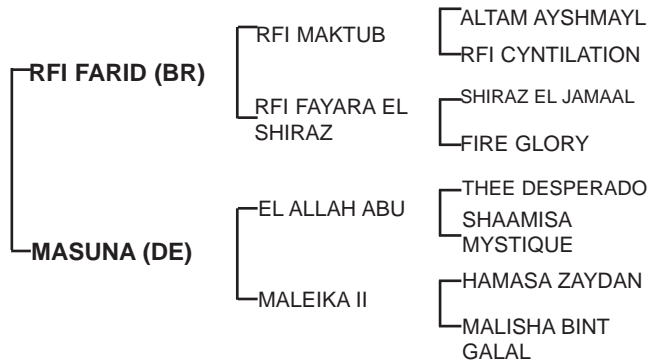 ALTAM AYSHMAYL
RFI MAKTUB
RFI CYNTILATION
RFI FARID (BR)
SHIRAZ EL JAMAAL
RFI FAYARA EL
SHIRAZ
FIRE GLORY
THEE DESPERADO
EL ALLAH ABU
SHAAMISA
MYSTIQUE
MASUNA (DE)
HAMASA ZAYDAN
MALEIKA II
MALISHA BINT
GALAL